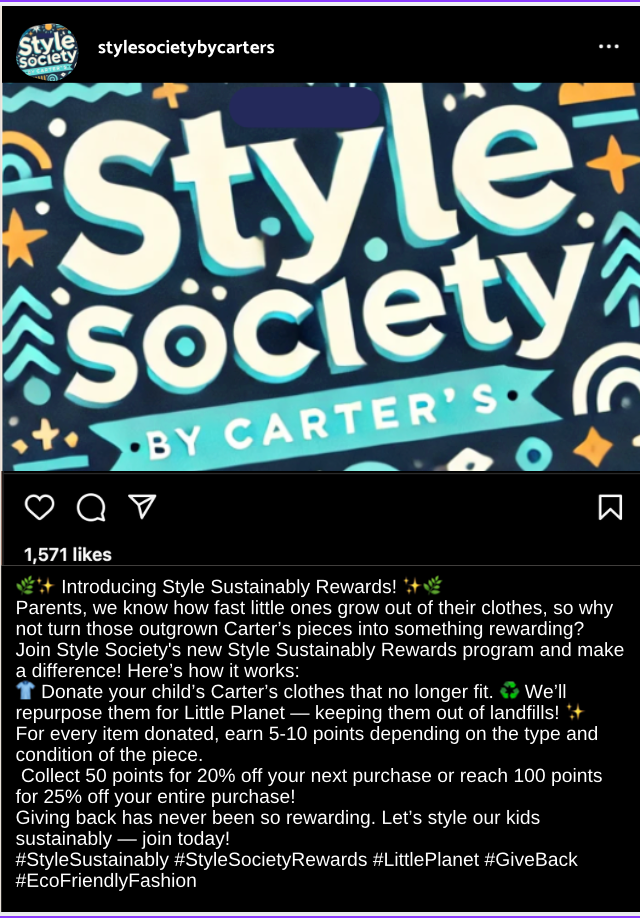 Style
Society
BY CARTER'S
stylesocietybycarters
Style
society
BY CARTER'S
1,571 likes
🌿✨ Introducing Style Sustainably Rewards! ✨🌿
Parents, we know how fast little ones grow out of their clothes, so why
not turn those outgrown Carter's pieces into something rewarding?
Join Style Society's new Style Sustainably Rewards program and make
a difference! Here's how it works:
👕 Donate your child's Carter's clothes that no longer fit. ♻️ We'll
repurpose them for Little Planet — keeping them out of landfills! ✨
For every item donated, earn 5-10 points depending on the type and
condition of the piece.
Collect 50 points for 20% off your next purchase or reach 100 points
for 25% off your entire purchase!
Giving back has never been so rewarding. Let's style our kids
sustainably — join today!
#StyleSustainably #StyleSocietyRewards #LittlePlanet #GiveBack
#EcoFriendlyFashion